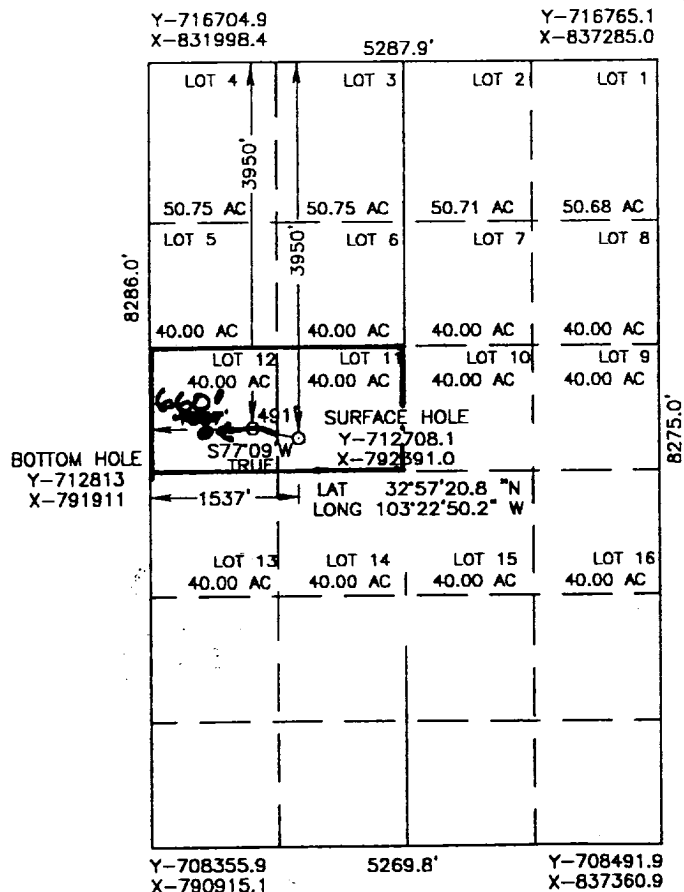 Y-716704.9
X-831998.4
5287.9'
Y-716765.1
X-837285.0
LOT 4
LOT 3
LOT 2
LOT 1
3950'
3950'
50.75 AC
50.75 AC
50.71 AC
50.68 AC
LOT 5
LOT 6
LOT 7
LOT 8
8286.0'
40.00 AC
40.00 AC
40.00 AC
40.00 AC
LOT 12
LOT 11
LOT 10
LOT 9
40.00 AC
40.00 AC
40.00 AC
40.00 AC
660'
491'
SURFACE HOLE
Y-712708.1
X-792391.0
S77°09'W
TRUE
BOTTOM HOLE
Y-712813
X-791911
8275.0'
1537'
LAT 32°57'20.8 "N
LONG 103°22'50.2" W
LOT 13
LOT 14
LOT 15
LOT 16
40.00 AC
40.00 AC
40.00 AC
40.00 AC
Y-708355.9
X-790915.1
5269.8'
Y-708491.9
X-837360.9